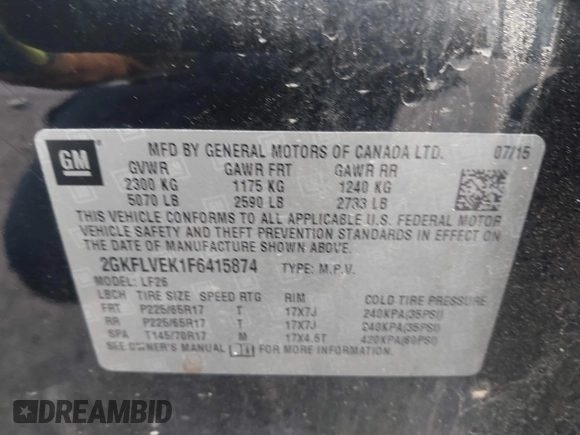 GM
MFD BY GENERAL MOTORS OF CANADA LTD. 07/15
GVWR GAWR FRT GAWR RR
2300 KG 1175 KG 1240 KG
5070 LB 2590 LB 2733 LB
THIS VEHICLE CONFORMS TO ALL APPLICABLE U.S. FEDERAL MOTOR
VEHICLE SAFETY AND THEFT PREVENTION STANDARDS IN EFFECT ON
THE DATE OF MANUFACTURE SHOWN ABOVE.
2GKFLVEK1F6415874 TYPE: M.P.V.
MODEL: LF26
LBCH TIRE SIZE SPEED RTG RIM COLD TIRE PRESSURE
FRT P225/65R17 T 17X7J 240KPA(35PSI)
RR P225/65R17 T 17X7J 240KPA(35PSI)
SPA T145/70R17 M 17X4.5T 420KPA(60PSI)
SEE OWNER'S MANUAL
DREAMBID